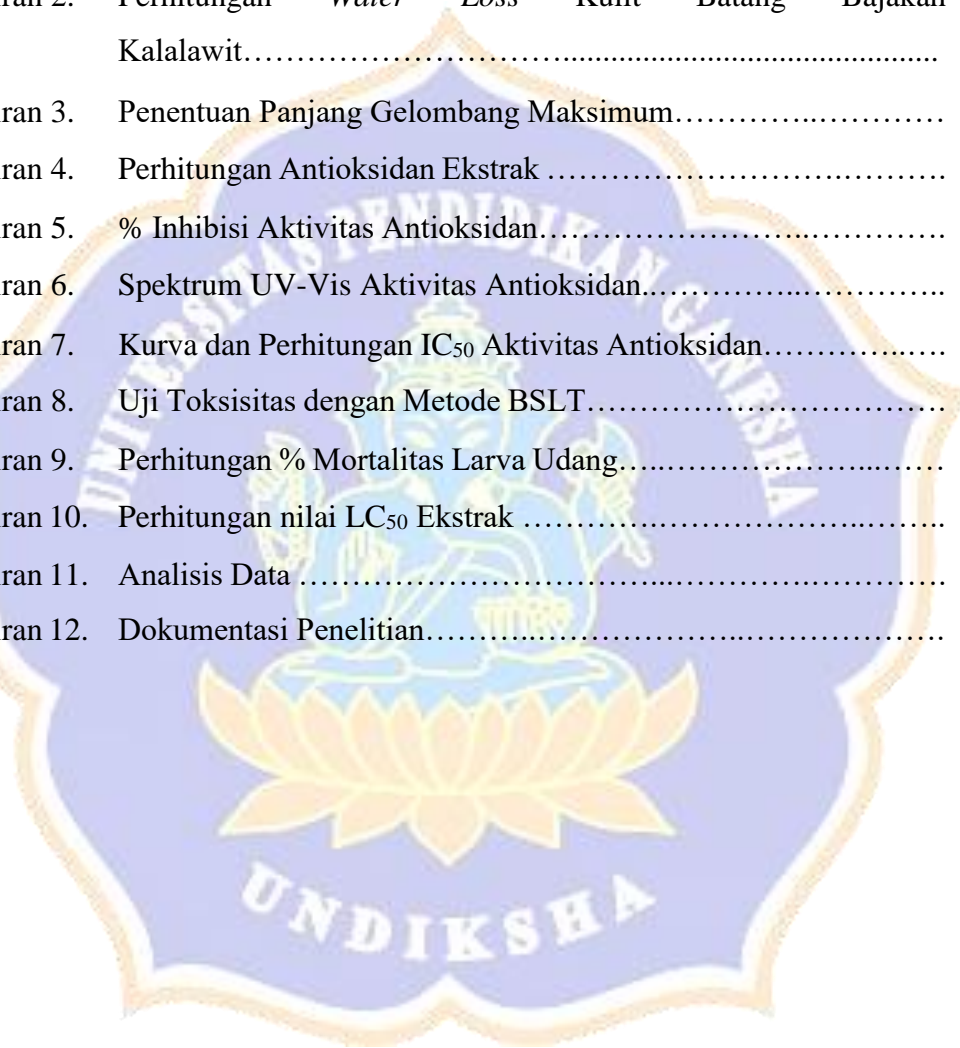 ran 2. Perhitungan Water Loss Kulit Batang Bajakan
Kalalawit……………………………...............................................
ran 3. Penentuan Panjang Gelombang Maksimum…………..…………
ran 4. Perhitungan Antioksidan Ekstrak ……………………….……….
ran 5. % Inhibisi Aktivitas Antioksidan……………………..………….
ran 6. Spektrum UV-Vis Aktivitas Antioksidan..…………...…………..
ran 7. Kurva dan Perhitungan IC50 Aktivitas Antioksidan…………..….
ran 8. Uji Toksisitas dengan Metode BSLT…………………………….
ran 9. Perhitungan % Mortalitas Larva Udang….………………...……
ran 10. Perhitungan nilai LC50 Ekstrak ………….………………..……..
ran 11. Analisis Data ………………………………...………….………….
ran 12. Dokumentasi Penelitian………..………………..……………….
UNIVERSITAS PENDIDIKAN GANESHA
UNDIKSHA